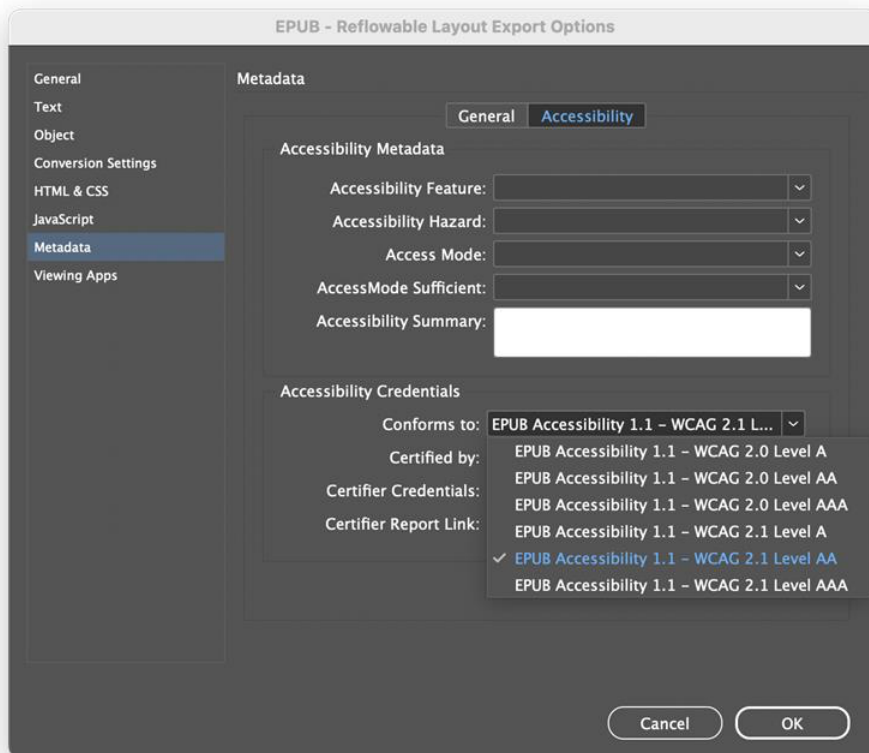 EPUB - Reflowable Layout Export Options
General
Text
Object
Conversion Settings
HTML & CSS
JavaScript
Metadata
Viewing Apps
Metadata
General Accessibility
Accessibility Metadata
Accessibility Feature:
Accessibility Hazard:
Access Mode:
AccessMode Sufficient:
Accessibility Summary:
Accessibility Credentials
Conforms to: EPUB Accessibility 1.1 – WCAG 2.1 L...
Certified by:
Certifier Credentials:
Certifier Report Link:
EPUB Accessibility 1.1 – WCAG 2.0 Level A
EPUB Accessibility 1.1 – WCAG 2.0 Level AA
EPUB Accessibility 1.1 – WCAG 2.0 Level AAA
EPUB Accessibility 1.1 – WCAG 2.1 Level A
EPUB Accessibility 1.1 – WCAG 2.1 Level AA
EPUB Accessibility 1.1 – WCAG 2.1 Level AAA
Cancel OK